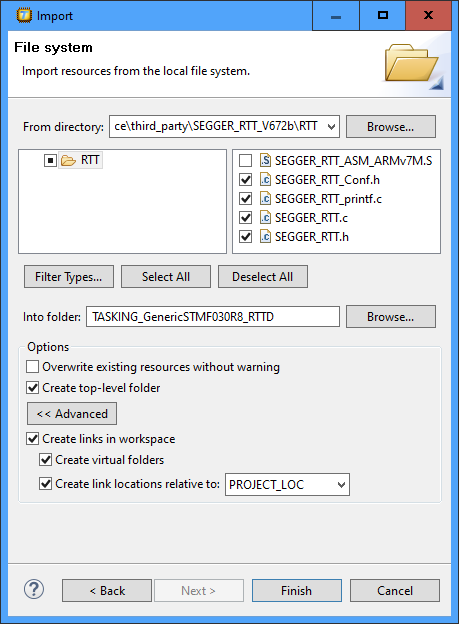 Import
File system
Import resources from the local file system.
From directory: ce\third_party\SEGGER_RTT_V672b\RTT Browse...
RTT
SEGGER_RTT_ASM_ARMv7M.S
SEGGER_RTT_Conf.h
SEGGER_RTT_printf.c
SEGGER_RTT.c
SEGGER_RTT.h
Filter Types... Select All Deselect All
Into folder: TASKING_GenericSTMF030R8_RTTD Browse...
Options
Overwrite existing resources without warning
Create top-level folder
<< Advanced
Create links in workspace
Create virtual folders
Create link locations relative to: PROJECT_LOC
? < Back Next > Finish Cancel